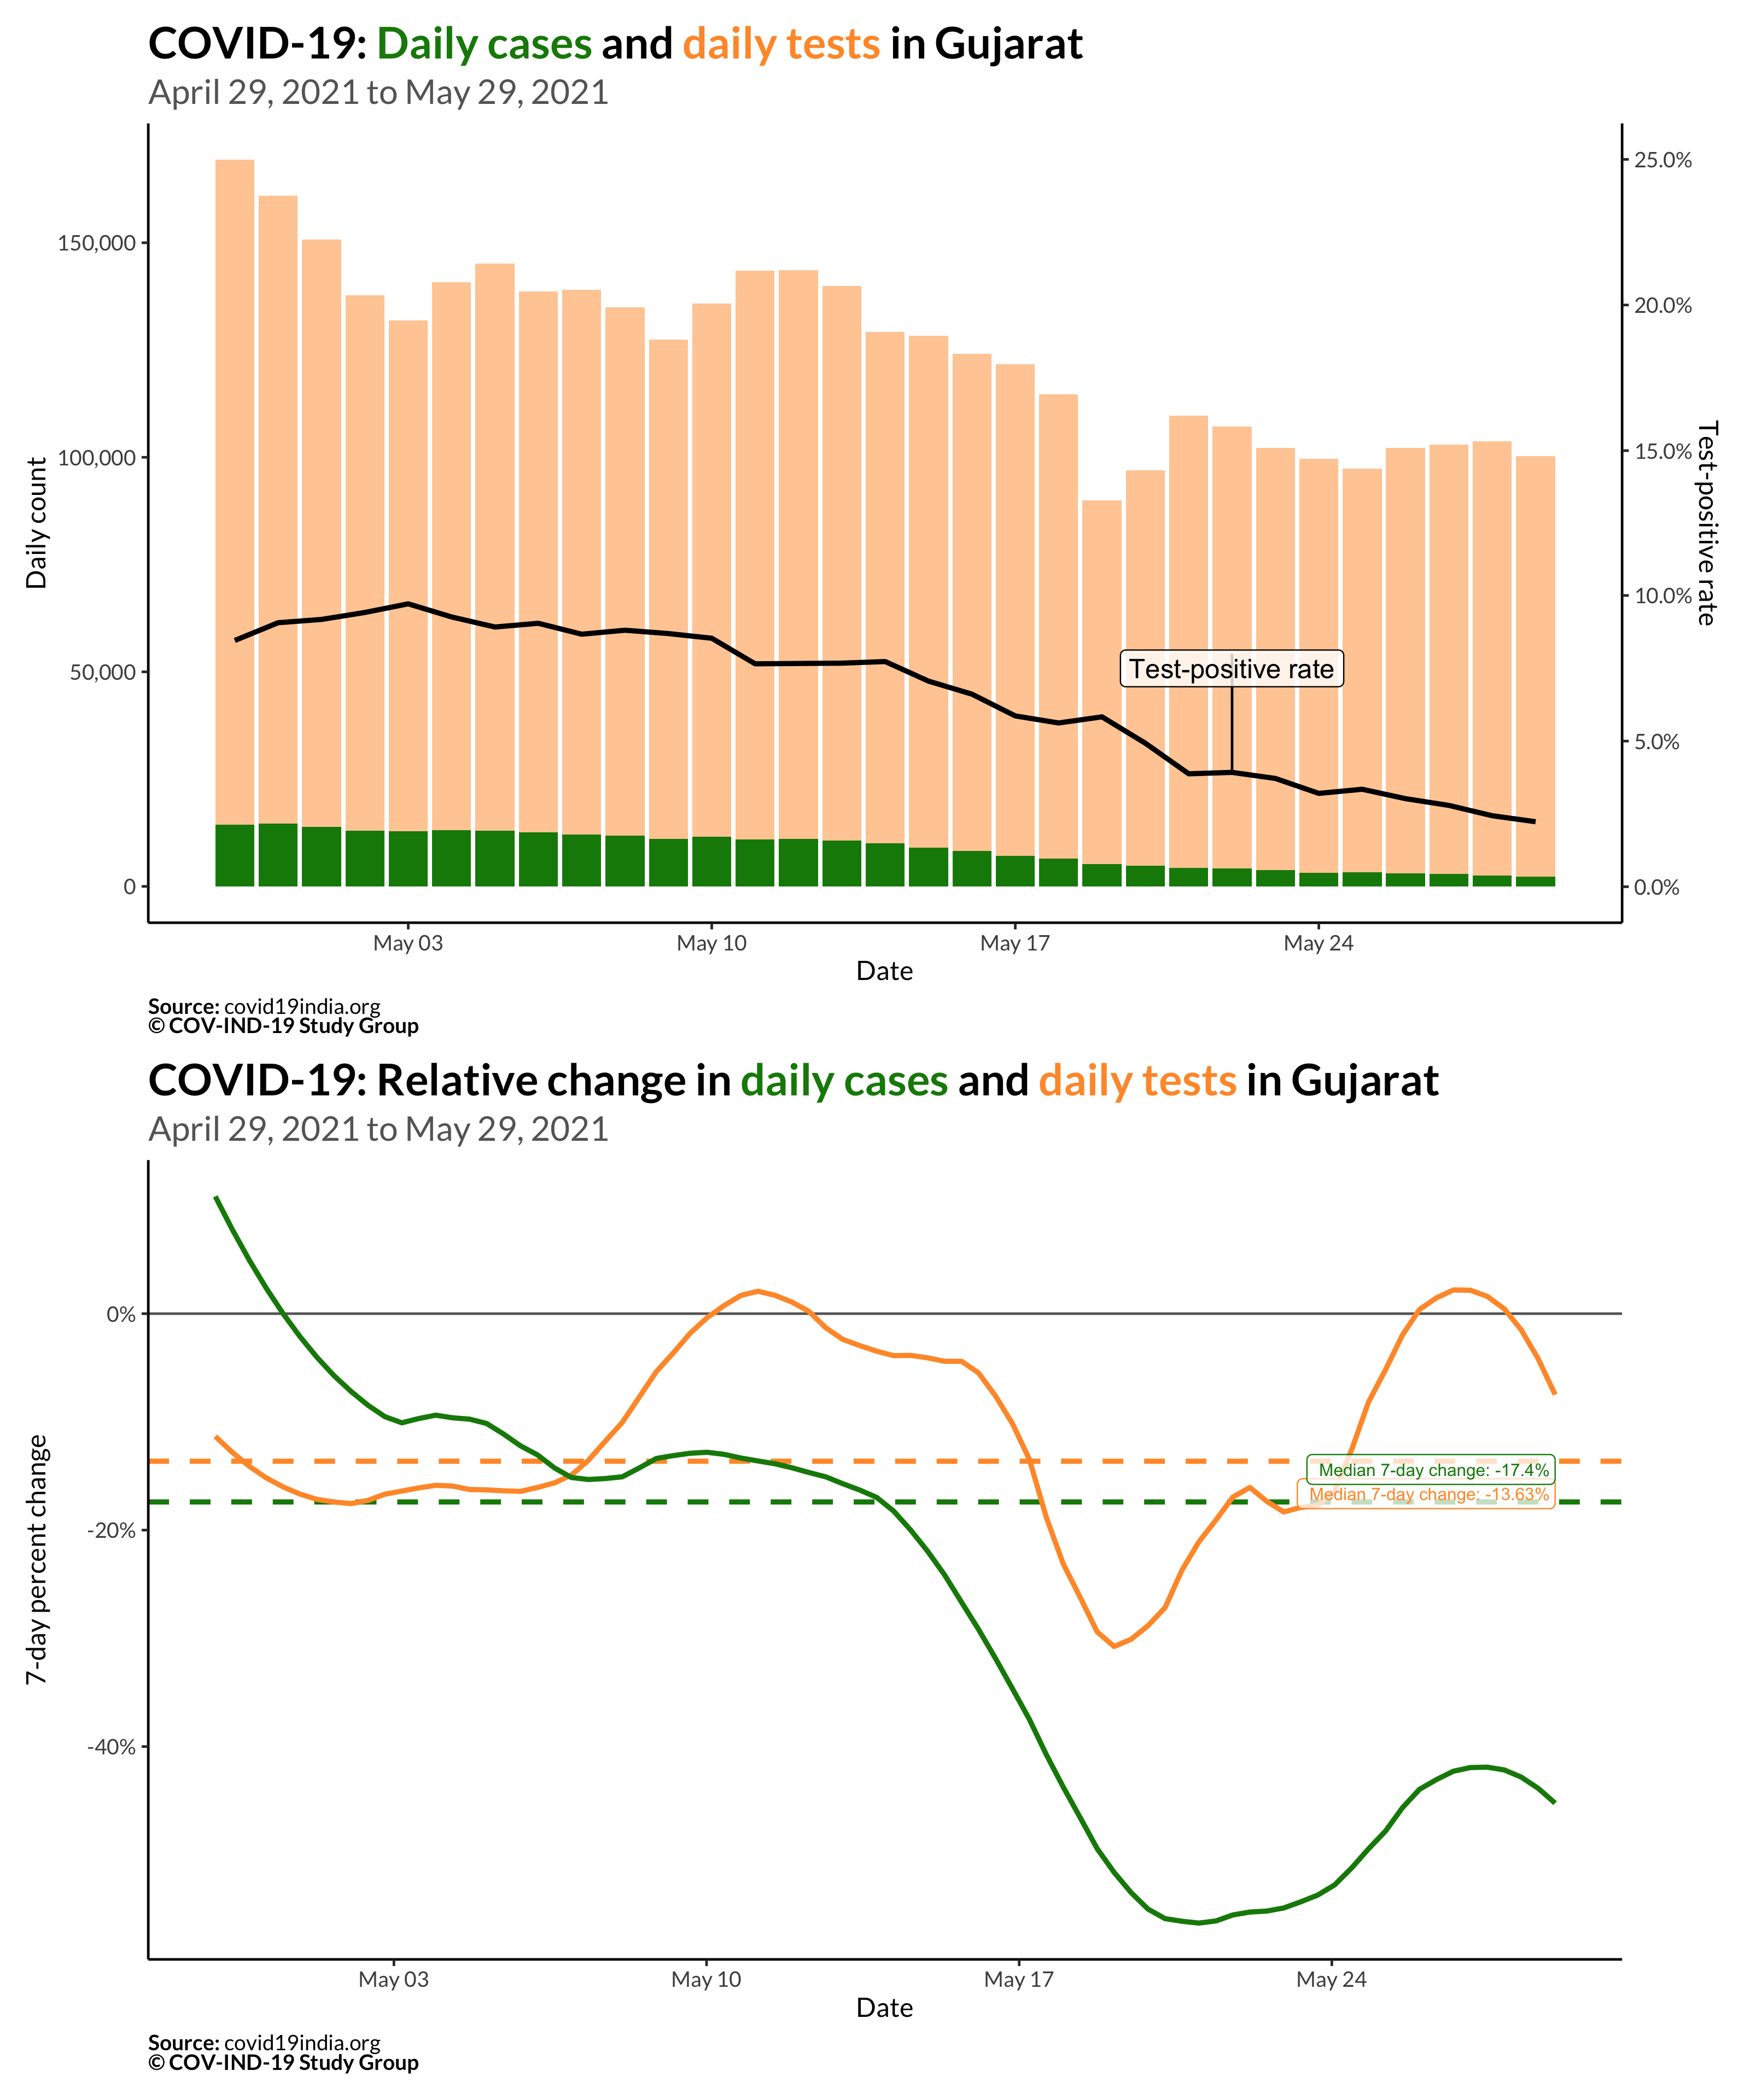 COVID-19: Daily cases and daily tests in Gujarat
April 29, 2021 to May 29, 2021
25.0%
150,000
20.0%
100,000
15.0%
Daily count
Test-positive rate
10.0%
50,000
Test-positive rate
5.0%
0
0.0%
May 03
May 10
May 17
May 24
Date
Source: covid19india.org
© COV-IND-19 Study Group
COVID-19: Relative change in daily cases and daily tests in Gujarat
April 29, 2021 to May 29, 2021
0%
7-day percent change
Median 7-day change: -17.4%
Median 7-day change: -13.63%
-20%
-40%
May 03
May 10
May 17
May 24
Date
Source: covid19india.org
© COV-IND-19 Study Group